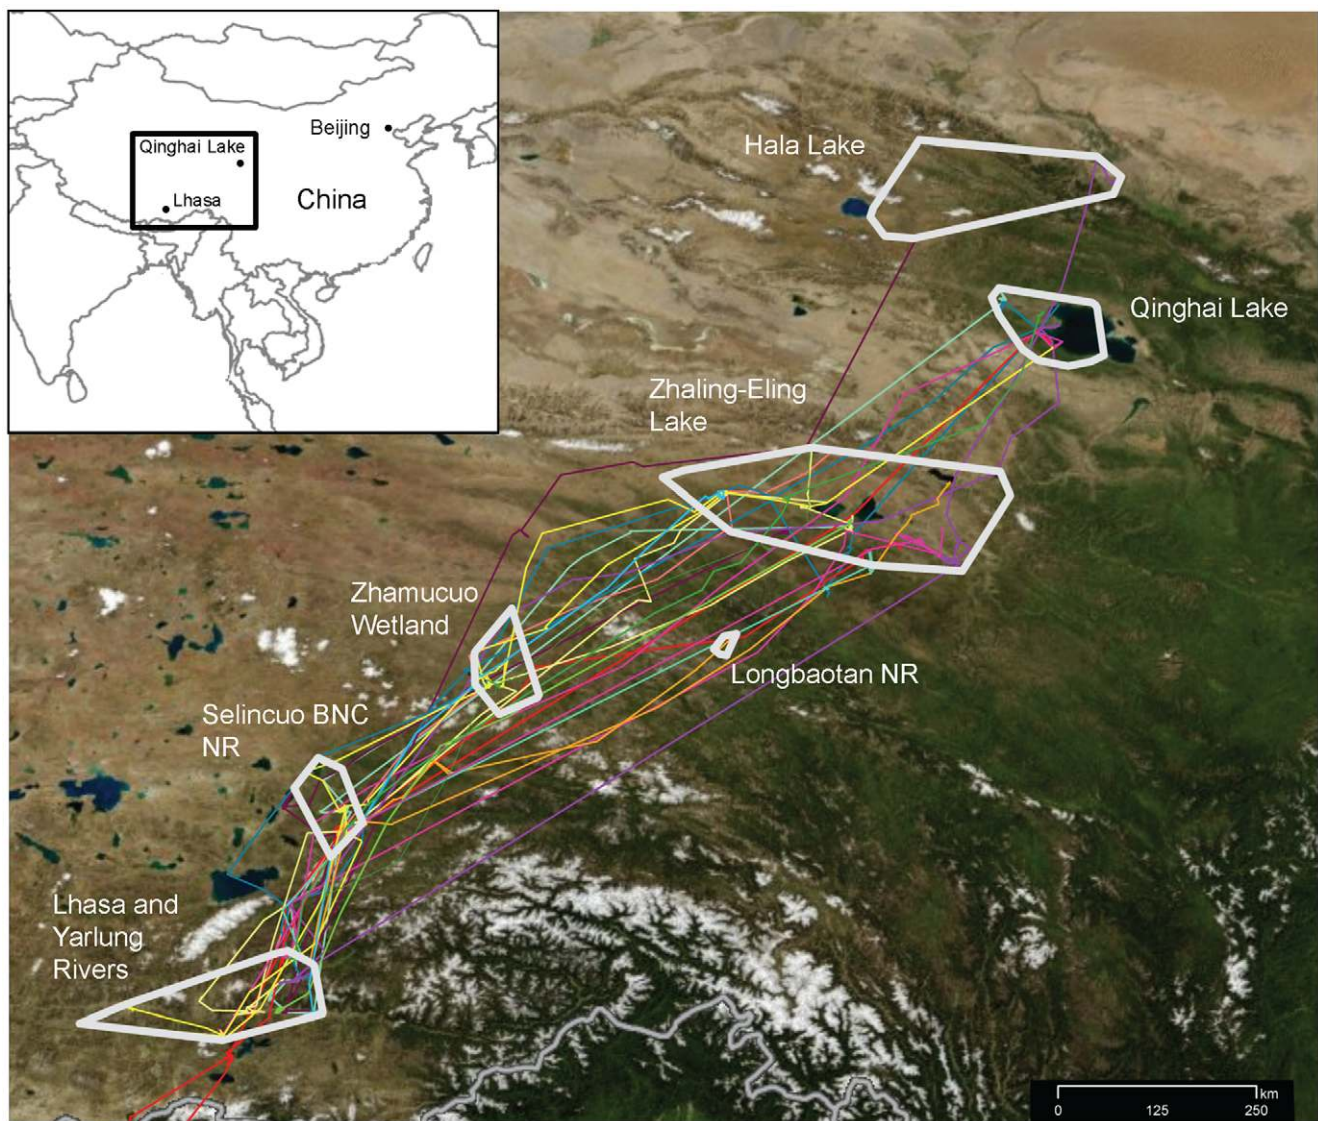 Beijing
Qinghai Lake
Lhasa
China
Hala Lake
Qinghai Lake
Zhaling-Eling
Lake
Zhamucuo
Wetland
Longbaotan NR
Selincuo BNC
NR
Lhasa and
Yarlung
Rivers
km
0 125 250